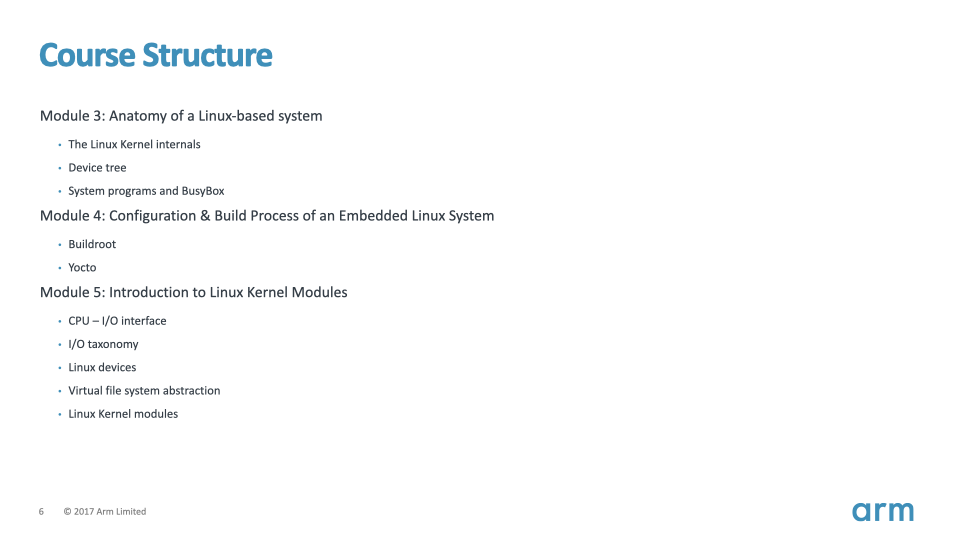 Course Structure
Module 3: Anatomy of a Linux-based system
• The Linux Kernel internals
• Device tree
• System programs and BusyBox
Module 4: Configuration & Build Process of an Embedded Linux System
• Buildroot
• Yocto
Module 5: Introduction to Linux Kernel Modules
• CPU – I/O interface
• I/O taxonomy
• Linux devices
• Virtual file system abstraction
• Linux Kernel modules
6 © 2017 Arm Limited
arm